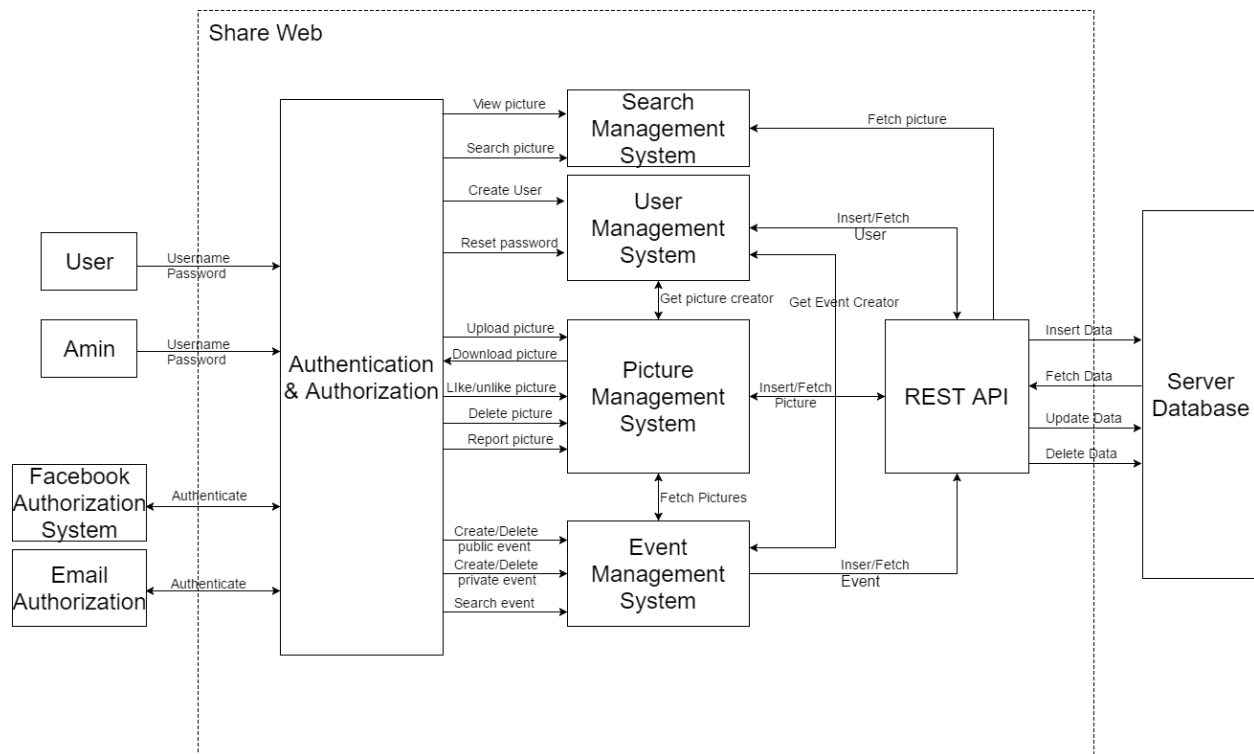 Share Web
User
Amin
Facebook
Authorization
System
Email
Authorization
Username
Password
Username
Password
Authenticate
Authenticate
Authentication
& Authorization
View picture
Search picture
Create User
Reset password
Upload picture
Download picture
LIke/unlike picture
Delete picture
Report picture
Create/Delete
public event
Create/Delete
private event
Search event
Search
Management
System
User
Management
System
Get picture creator
Picture
Management
System
Fetch Pictures
Event
Management
System
Fetch picture
Insert/Fetch
User
Get Event Creator
Insert/Fetch
Picture
Inser/Fetch
Event
REST API
Insert Data
Fetch Data
Update Data
Delete Data
Server
Database